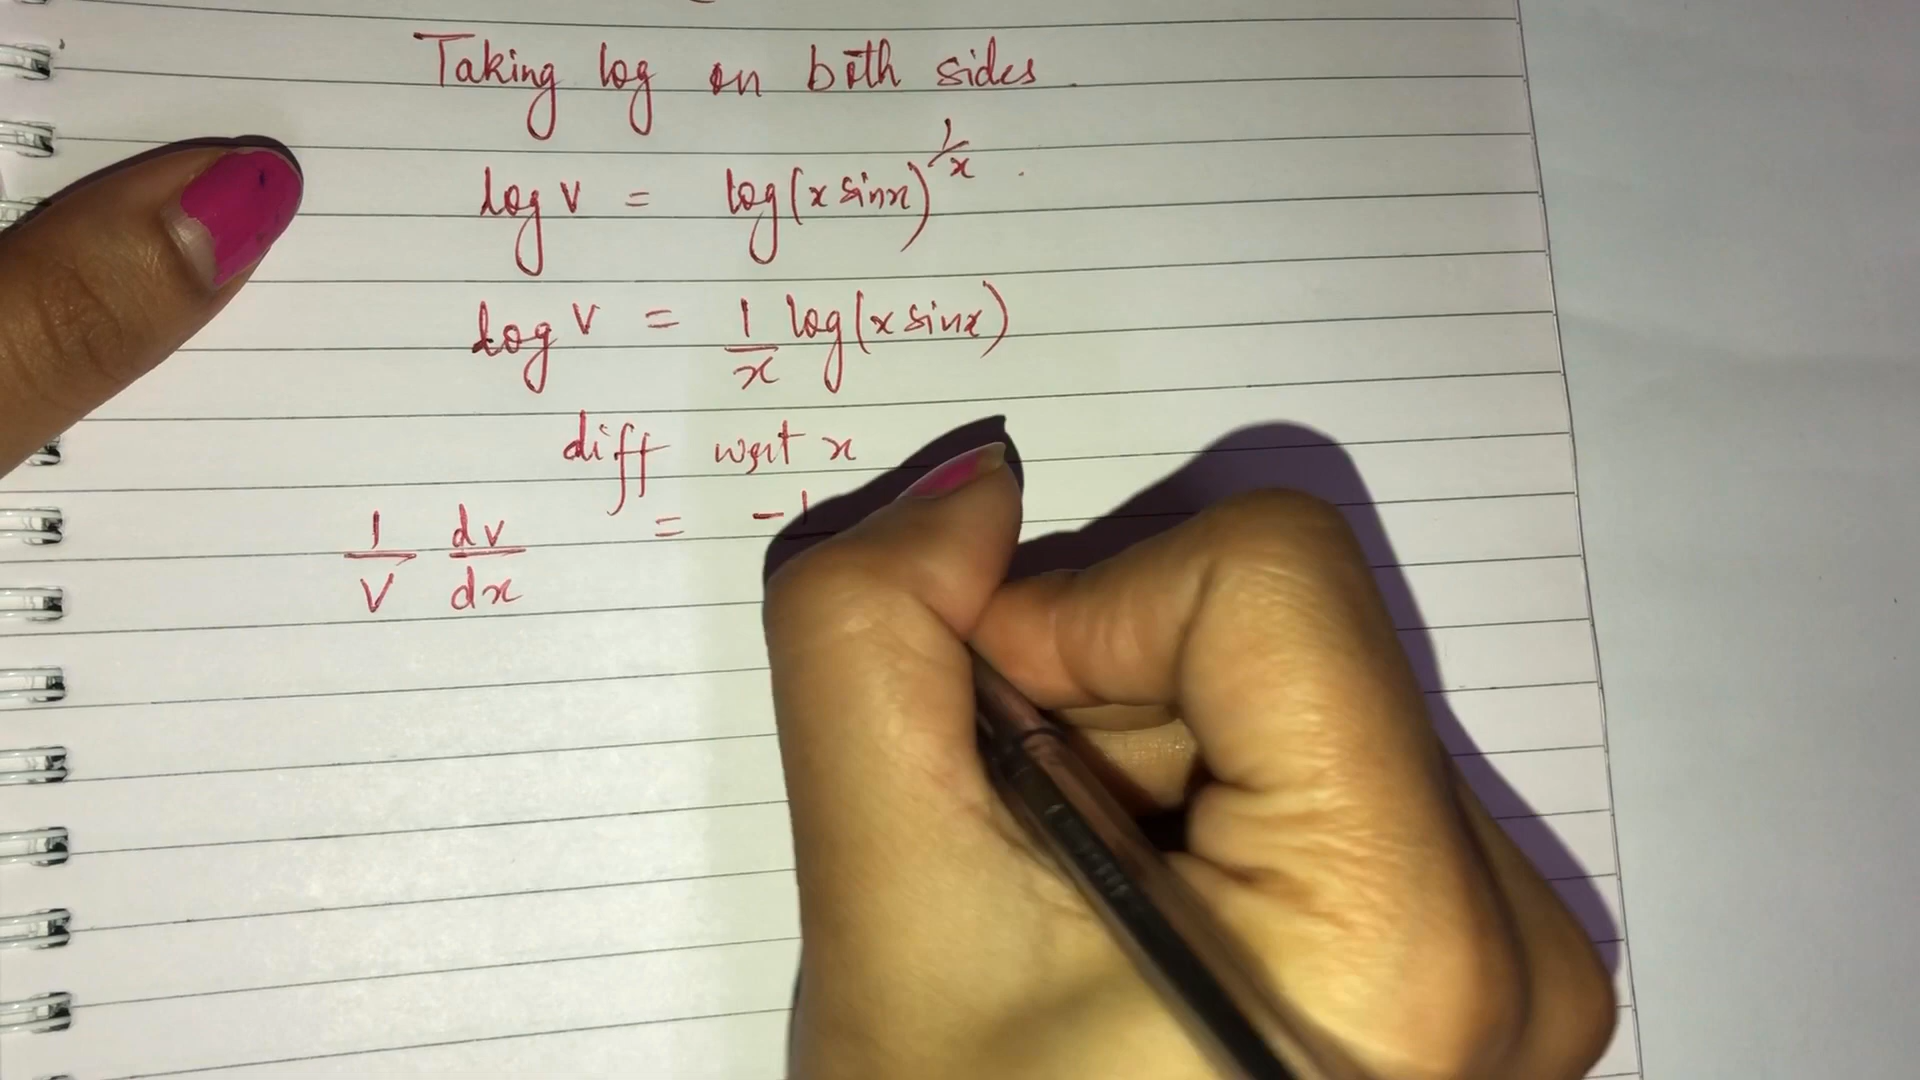 Taking log on both sides.
log v = log(x sinx)^1/x .
log v = 1/x log(x sinx)
diff wrt x
1/v dv/dx = -1